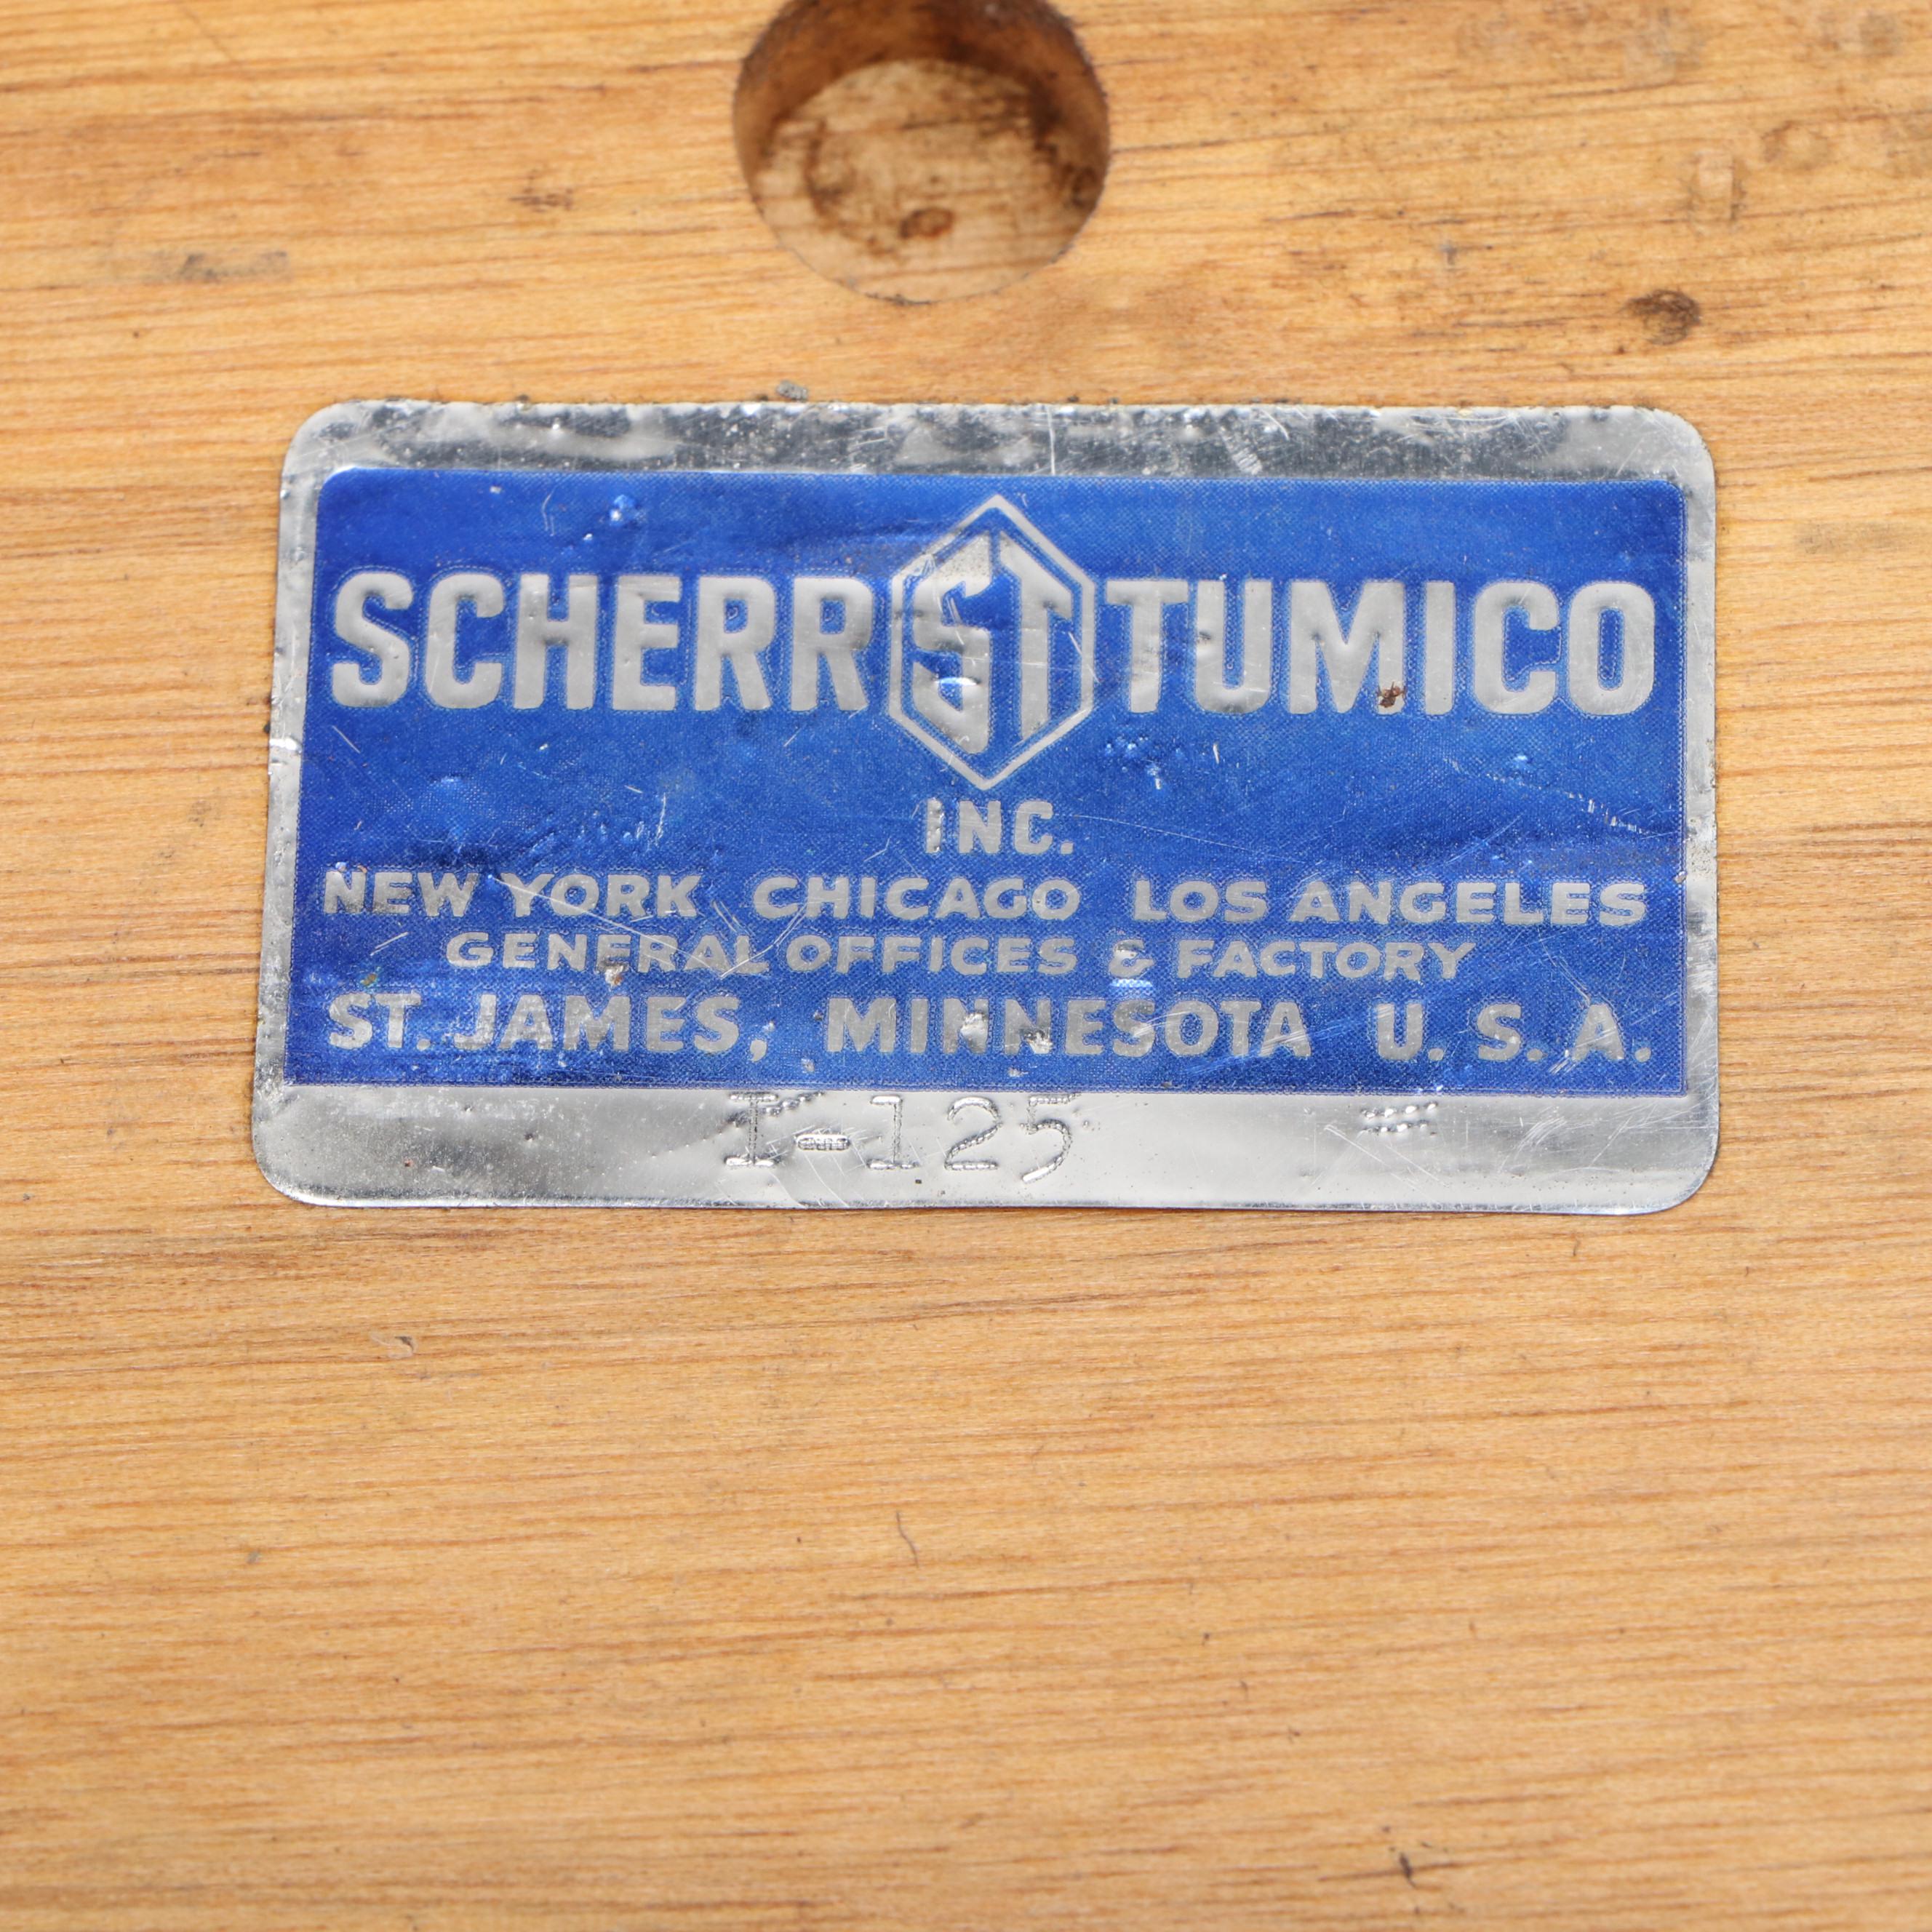 SCHERR ST TUMICO
INC.
NEW YORK CHICAGO LOS ANGELES
GENERAL OFFICES & FACTORY
ST. JAMES, MINNESOTA U. S. A.
I-125